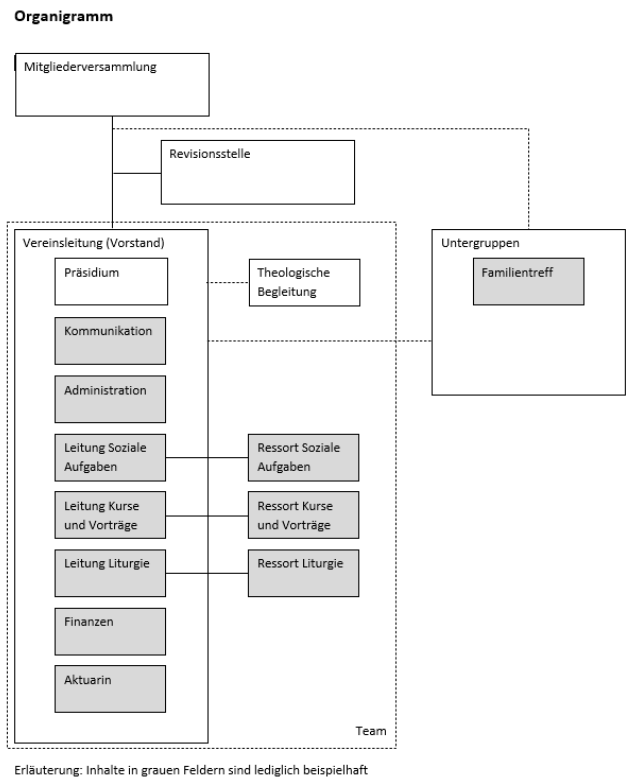 Organigramm
Mitgliederversammlung
Revisionsstelle
Vereinsleitung (Vorstand)
Präsidium
Theologische
Begleitung
Untergruppen
Familientreff
Kommunikation
Administration
Leitung Soziale
Aufgaben
Ressort Soziale
Aufgaben
Leitung Kurse
und Vorträge
Ressort Kurse
und Vorträge
Leitung Liturgie
Ressort Liturgie
Finanzen
Aktuarin
Team
Erläuterung: Inhalte in grauen Feldern sind lediglich beispielhaft